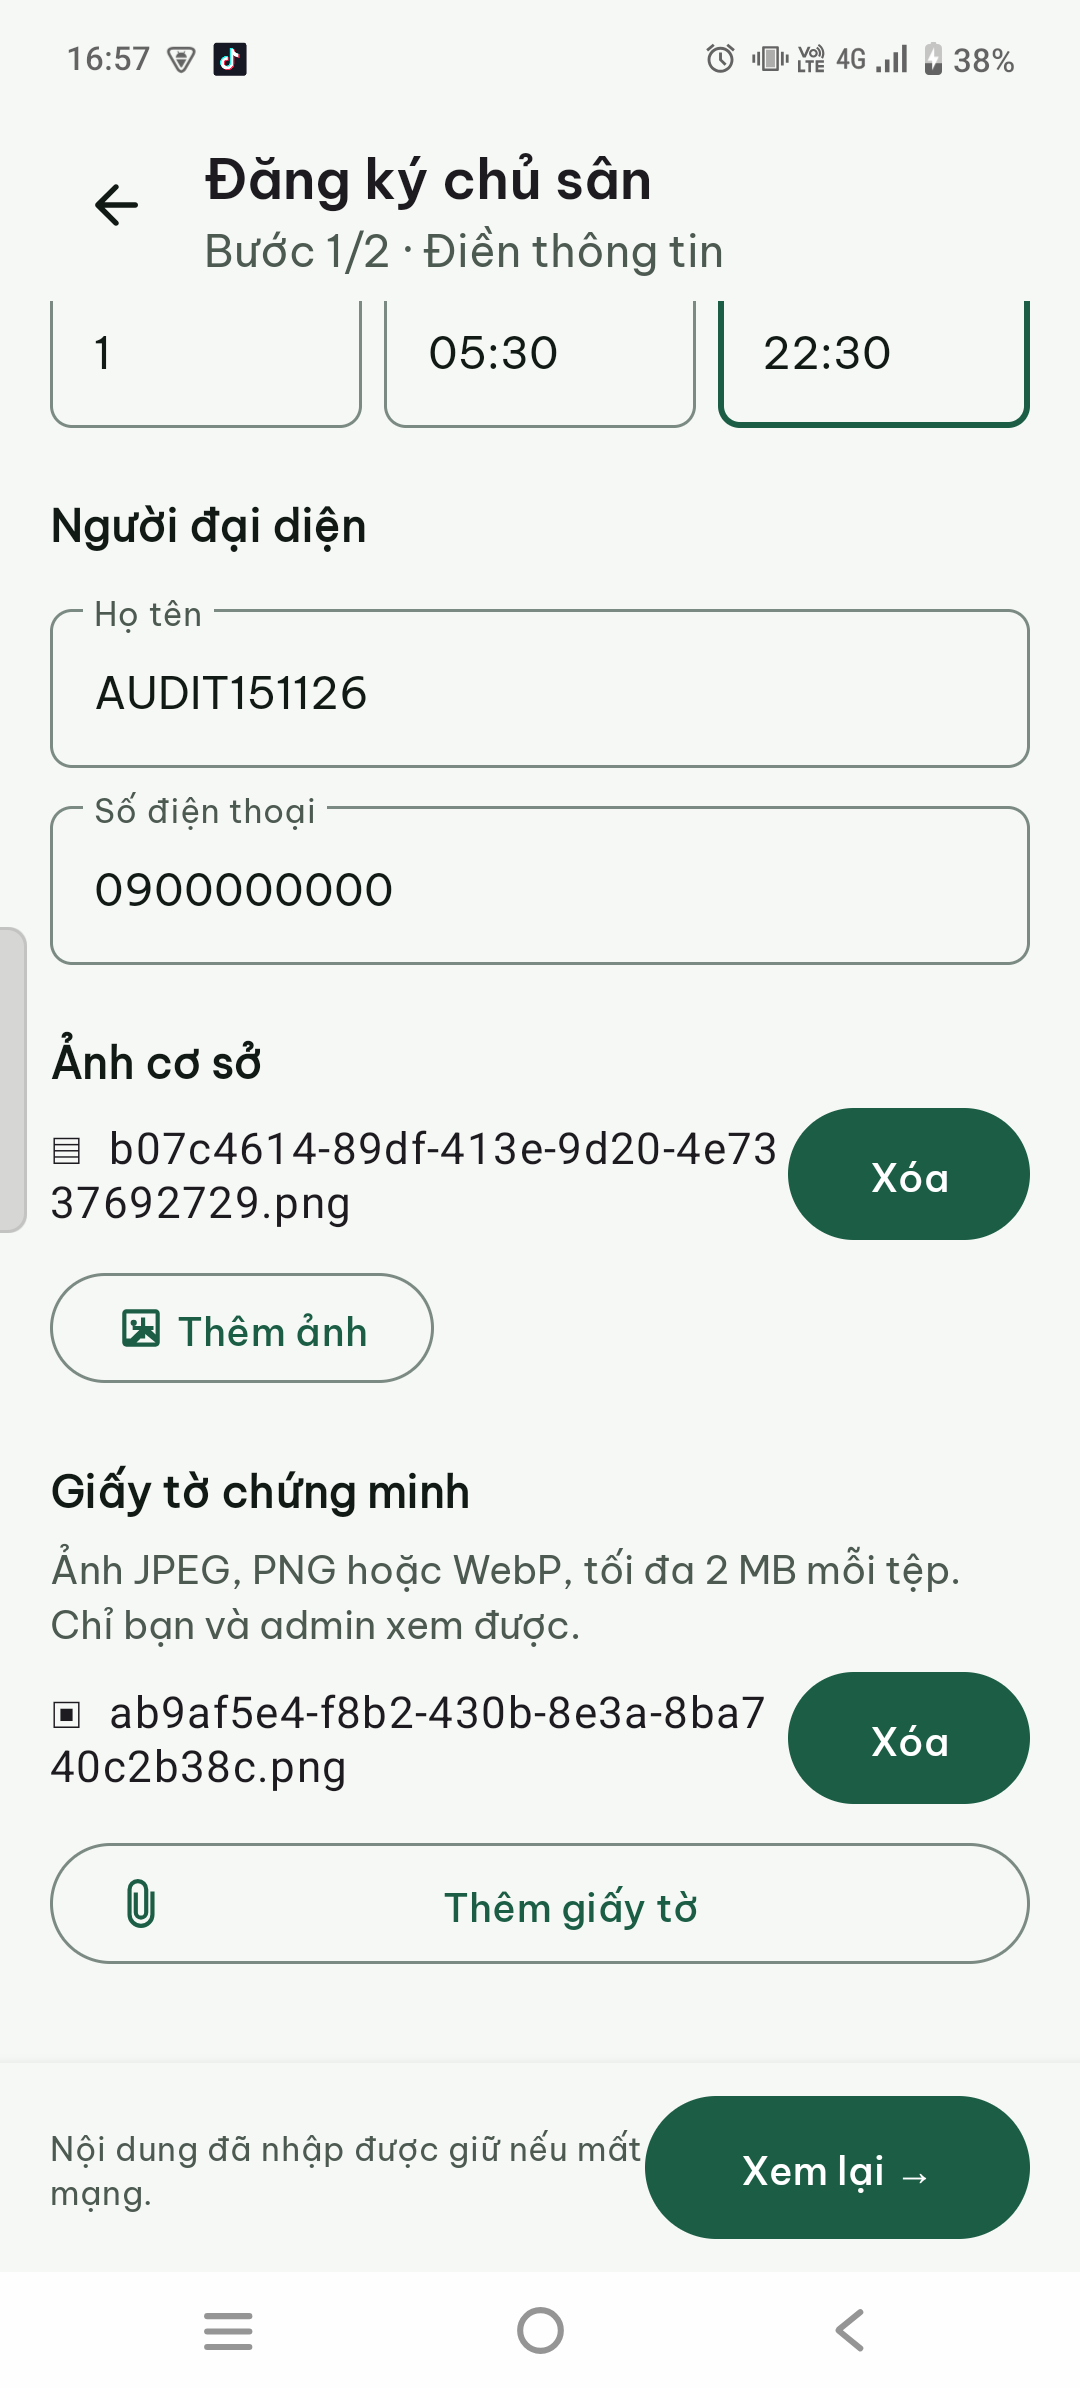 16:57
Vo)) LTE 4G 38%
Đăng ký chủ sân
Bước 1/2 · Điền thông tin
1
05:30
22:30
Người đại diện
Họ tên
AUDIT151126
Số điện thoại
0900000000
Ảnh cơ sở
▤ b07c4614-89df-413e-9d20-4e73
37692729.png
Xóa
Thêm ảnh
Giấy tờ chứng minh
Ảnh JPEG, PNG hoặc WebP, tối đa 2 MB mỗi tệp.
Chỉ bạn và admin xem được.
▣ ab9af5e4-f8b2-430b-8e3a-8ba7
40c2b38c.png
Xóa
Thêm giấy tờ
Nội dung đã nhập được giữ nếu mất
mạng.
Xem lại →